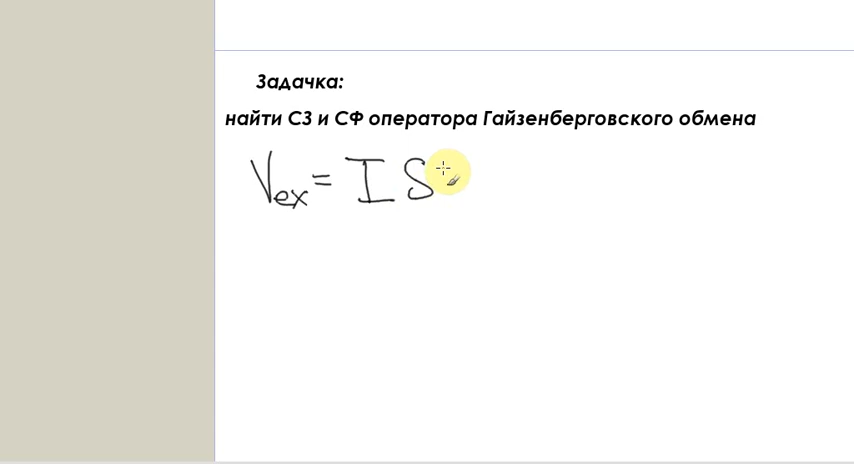 Задачка:
найти СЗ и СФ оператора Гайзенберговского обмена
Vex = I S